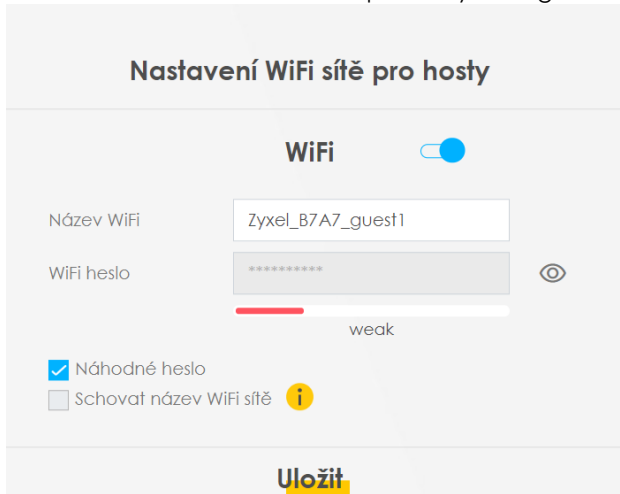 Nastavení WiFi sítě pro hosty
WiFi
Název WiFi Zyxel_B7A7_guest1
WiFi heslo **********
weak
Náhodné heslo
Schovat název WiFi sítě i
Uložit